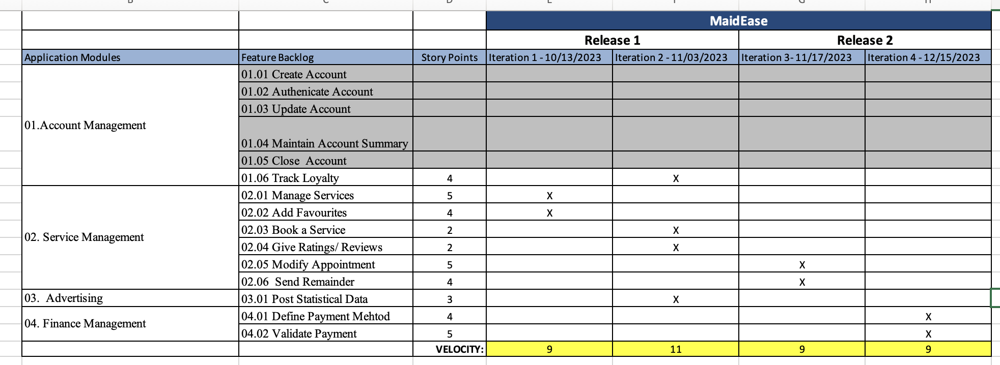 MaidEase
Release 1 Release 2
Application Modules Feature Backlog Story Points Iteration 1 - 10/13/2023 Iteration 2 - 11/03/2023 Iteration 3- 11/17/2023 Iteration 4 - 12/15/2023
01.01 Create Account
01.02 Authenicate Account
01.03 Update Account
01.Account Management
01.04 Maintain Account Summary
01.05 Close  Account
01.06 Track Loyalty 4 X
02.01 Manage Services 5 X
02.02 Add Favourites 4 X
02.03 Book a Service 2 X
02. Service Management
02.04 Give Ratings/ Reviews 2 X
02.05 Modify Appointment 5 X
02.06  Send Remainder 4 X
03.  Advertising 03.01 Post Statistical Data 3 X
04.01 Define Payment Mehtod 4 X
04. Finance Management
04.02 Validate Payment 5 X
VELOCITY: 9 11 9 9